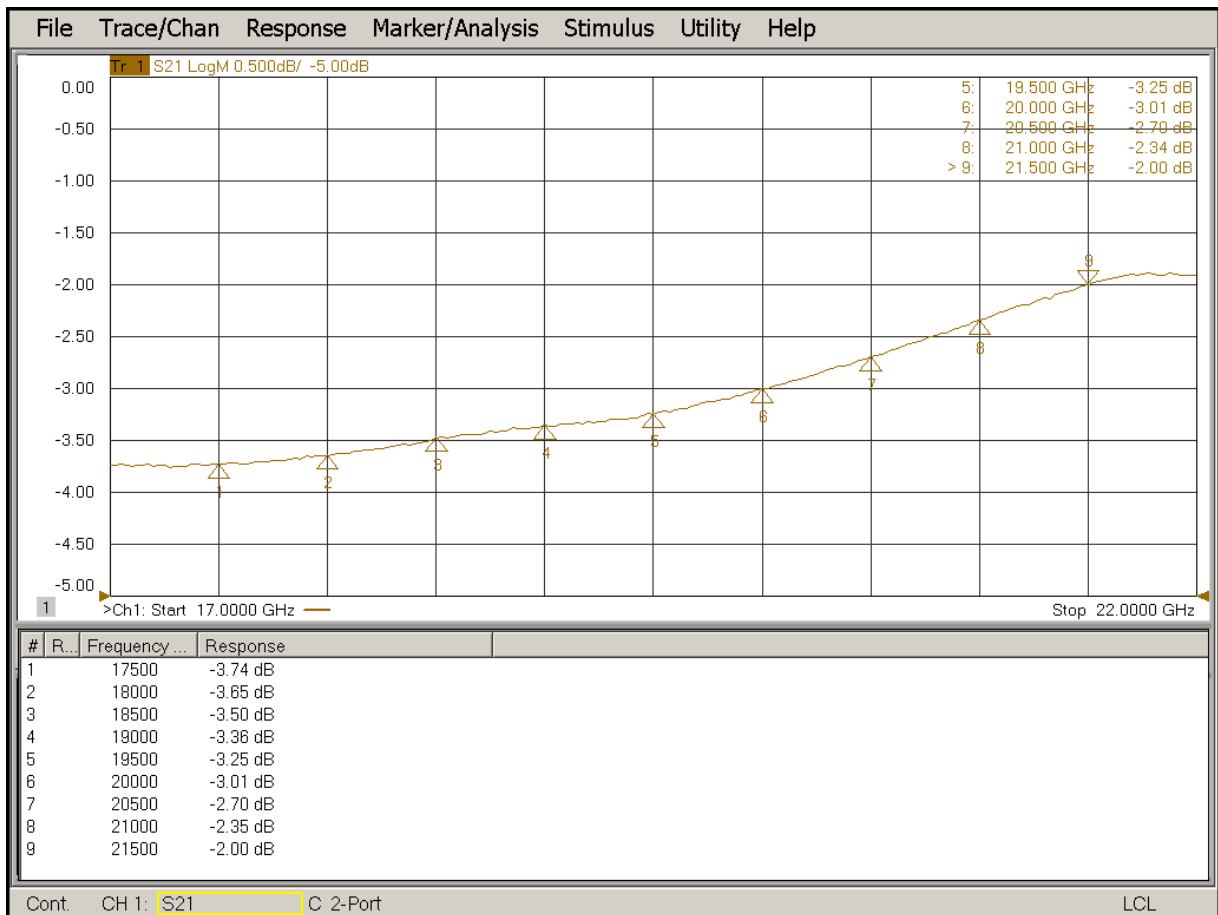 File Trace/Chan Response Marker/Analysis Stimulus Utility Help
Tr 1 S21 LogM 0.500dB/ -5.00dB
0.00
-0.50
-1.00
-1.50
-2.00
-2.50
-3.00
-3.50
-4.00
-4.50
-5.00
5: 19.500 GHz -3.25 dB
6: 20.000 GHz -3.01 dB
7: 20.500 GHz -2.70 dB
8: 21.000 GHz -2.34 dB
> 9: 21.500 GHz -2.00 dB
1
2
3
4
5
6
7
8
9
1 >Ch1: Start 17.0000 GHz Stop 22.0000 GHz
# R... Frequency ... Response
1 17500 -3.74 dB
2 18000 -3.65 dB
3 18500 -3.50 dB
4 19000 -3.36 dB
5 19500 -3.25 dB
6 20000 -3.01 dB
7 20500 -2.70 dB
8 21000 -2.35 dB
9 21500 -2.00 dB
Cont. CH 1: S21 C 2-Port LCL